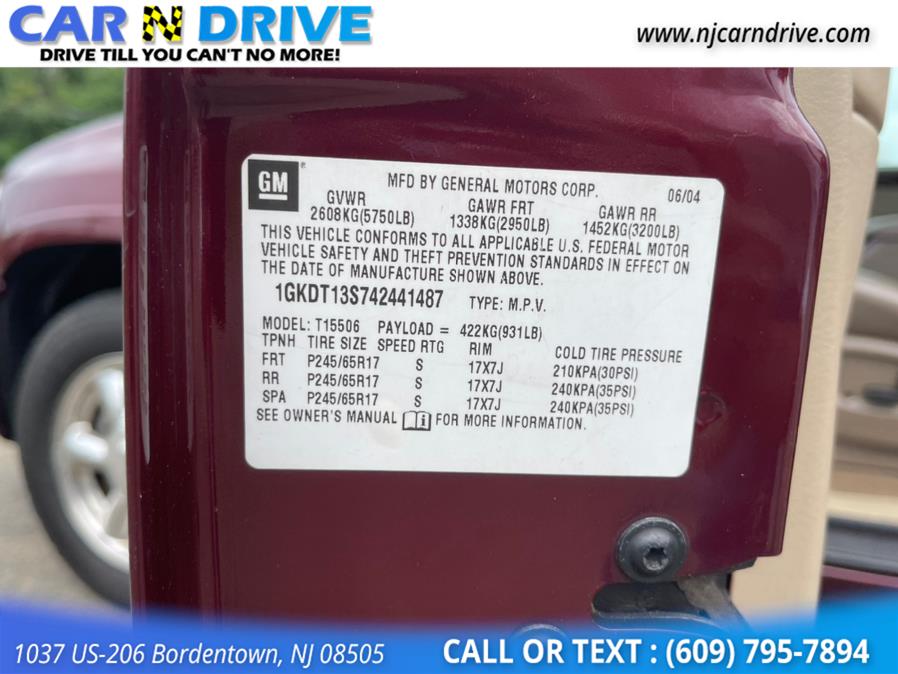 CAR N DRIVE
DRIVE TILL YOU CAN'T NO MORE!
www.njcarndrive.com
GM ®
MFD BY GENERAL MOTORS CORP. 06/04
GVWR GAWR FRT GAWR RR
2608KG(5750LB) 1338KG(2950LB) 1452KG(3200LB)
THIS VEHICLE CONFORMS TO ALL APPLICABLE U.S. FEDERAL MOTOR
VEHICLE SAFETY AND THEFT PREVENTION STANDARDS IN EFFECT ON
THE DATE OF MANUFACTURE SHOWN ABOVE.
1GKDT13S742441487 TYPE: M.P.V.
MODEL: T15506 PAYLOAD = 422KG(931LB)
TPNH TIRE SIZE SPEED RTG RIM COLD TIRE PRESSURE
FRT P245/65R17 S 17X7J 210KPA(30PSI)
RR P245/65R17 S 17X7J 240KPA(35PSI)
SPA P245/65R17 S 17X7J 240KPA(35PSI)
SEE OWNER'S MANUAL FOR MORE INFORMATION.
1037 US-206 Bordentown, NJ 08505
CALL OR TEXT : (609) 795-7894